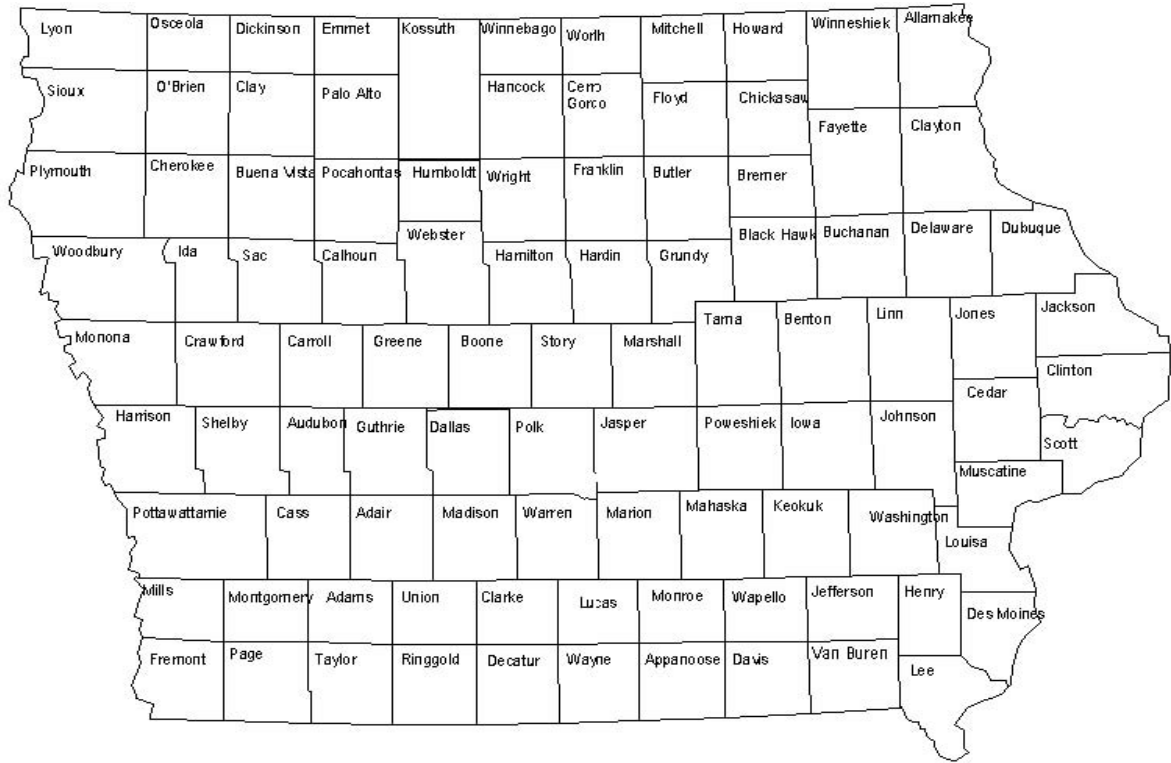 Lyon
Osceola
Dickinson
Emmet
Kossuth
Winnebago
Worth
Mitchell
Howard
Winneshiek
Allamakee
Sioux
O'Brien
Clay
Palo Alto
Hancock
Cerro
Gordo
Floyd
Chickasaw
Fayette
Clayton
Plymouth
Cherokee
Buena Vista
Pocahontas
Humboldt
Wright
Franklin
Butler
Bremer
Woodbury
Ida
Sac
Calhoun
Webster
Hamilton
Hardin
Grundy
Black Hawk
Buchanan
Delaware
Dubuque
Monona
Crawford
Carroll
Greene
Boone
Story
Marshall
Tama
Benton
Linn
Jones
Jackson
Clinton
Cedar
Harrison
Shelby
Audubon
Guthrie
Dallas
Polk
Jasper
Poweshiek
Iowa
Johnson
Scott
Muscatine
Pottawattamie
Cass
Adair
Madison
Warren
Marion
Mahaska
Keokuk
Washington
Louisa
Mills
Montgomery
Adams
Union
Clarke
Lucas
Monroe
Wapello
Jefferson
Henry
Des Moines
Fremont
Page
Taylor
Ringgold
Decatur
Wayne
Appanoose
Davis
Van Buren
Lee